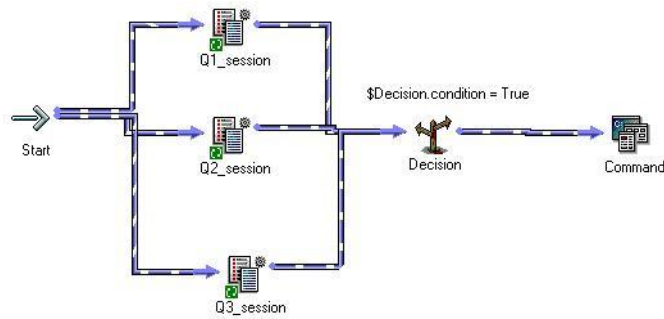 Q1_session
$Decision.condition = True
Start
Q2_session
Decision
Command
Q3_session